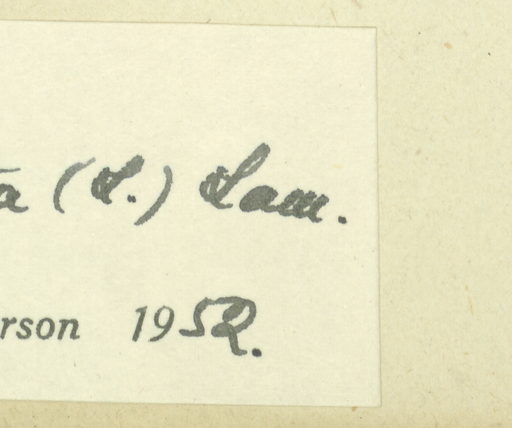 a (L.) Lam.
rson 1952.